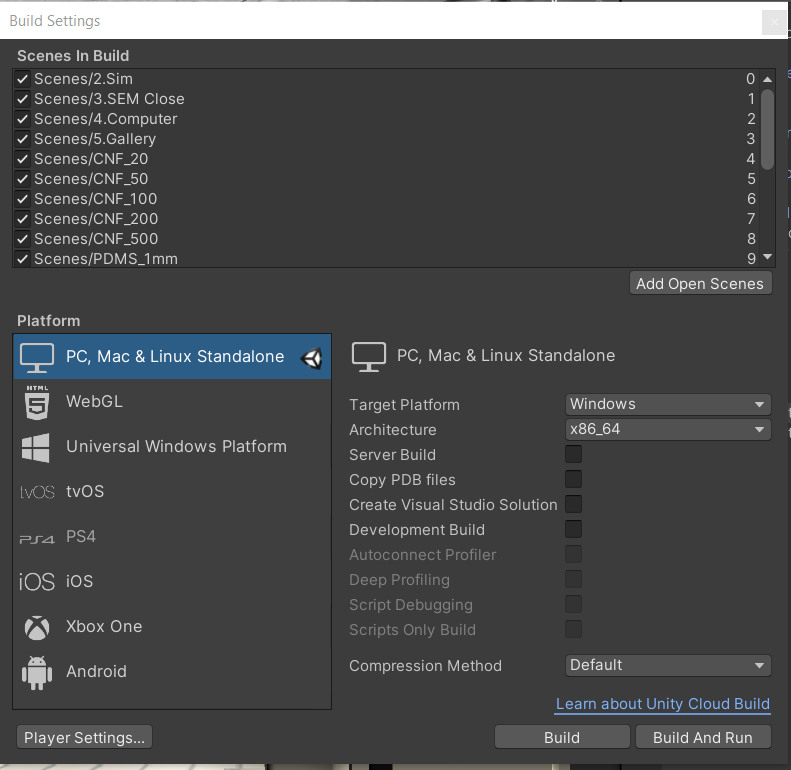 Build Settings
Scenes In Build
Scenes/2.Sim 0
Scenes/3.SEM Close 1
Scenes/4.Computer 2
Scenes/5.Gallery 3
Scenes/CNF_20 4
Scenes/CNF_50 5
Scenes/CNF_100 6
Scenes/CNF_200 7
Scenes/CNF_500 8
Scenes/PDMS_1mm 9
Add Open Scenes
Platform
PC, Mac & Linux Standalone
HTML
5
WebGL
Universal Windows Platform
tvOS tvOS
PS4 PS4
iOS iOS
Xbox One
Android
PC, Mac & Linux Standalone
Target Platform Windows
Architecture x86_64
Server Build
Copy PDB files
Create Visual Studio Solution
Development Build
Autoconnect Profiler
Deep Profiling
Script Debugging
Scripts Only Build
Compression Method Default
Learn about Unity Cloud Build
Player Settings... Build Build And Run